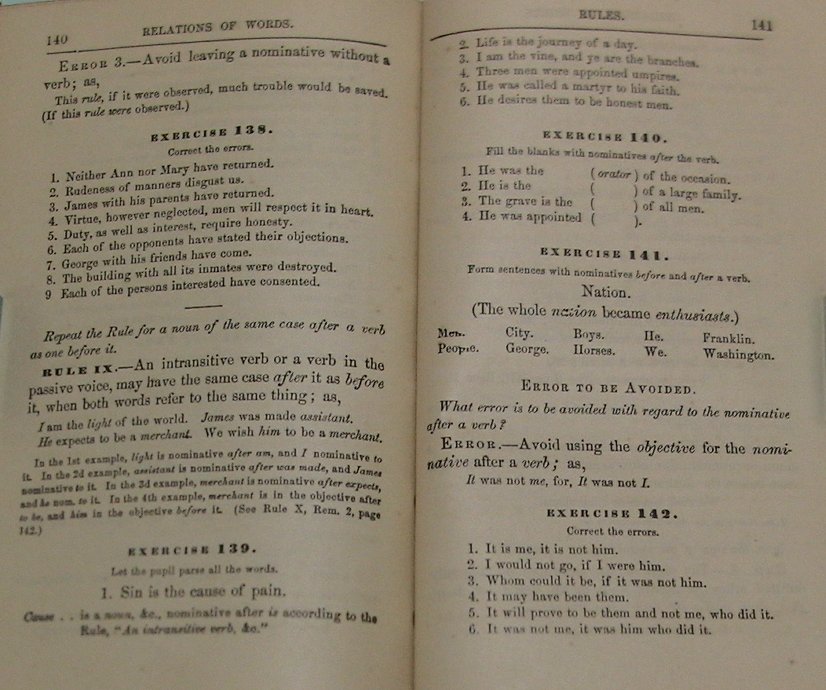 140 RELATIONS OF WORDS.
ERROR 3.—Avoid leaving a nominative without a
verb; as,
This rule, if it were observed, much trouble would be saved.
(If this rule were observed.)
EXERCISE 138.
Correct the errors.
1. Neither Ann nor Mary have returned.
2. Rudeness of manners disgust us.
3. James with his parents have returned.
4. Virtue, however neglected, men will respect it in heart.
5. Duty, as well as interest, require honesty.
6. Each of the opponents have stated their objections.
7. George with his friends have come.
8. The building with all its inmates were destroyed.
9 Each of the persons interested have consented.
Repeat the Rule for a noun of the same case after a verb
as one before it.
RULE IX.—An intransitive verb or a verb in the
passive voice, may have the same case after it as before
it, when both words refer to the same thing; as,
I am the light of the world. James was made assistant.
He expects to be a merchant. We wish him to be a merchant.
In the 1st example, light is nominative after am, and I nominative to
it. In the 2d example, assistant is nominative after was made, and James
nominative to it. In the 3d example, merchant is nominative after expects,
and he nom. to it. In the 4th example, merchant is in the objective after
to be, and him in the objective before it. (See Rule X, Rem. 2, page
142.)
EXERCISE 139.
Let the pupil parse all the words.
1. Sin is the cause of pain.
Cause . . is a noun, &c., nominative after is according to the
Rule, "An intransitive verb, &c."
RULES. 141
2. Life is the journey of a day.
3. I am the vine, and ye are the branches.
4. Three men were appointed umpires.
5. He was called a martyr to his faith.
6. He desires them to be honest men.
EXERCISE 140.
Fill the blanks with nominatives after the verb.
1. He was the (orator) of the occasion.
2. He is the ( ) of a large family.
3. The grave is the ( ) of all men.
4. He was appointed ( ).
EXERCISE 141.
Form sentences with nominatives before and after a verb.
Nation.
(The whole nation became enthusiasts.)
Men. City. Boys. He. Franklin.
People. George. Horses. We. Washington.
ERROR TO BE AVOIDED.
What error is to be avoided with regard to the nominative
after a verb?
ERROR.—Avoid using the objective for the nomi-
native after a verb; as,
It was not me, for, It was not I.
EXERCISE 142.
Correct the errors.
1. It is me, it is not him.
2. I would not go, if I were him.
3. Whom could it be, if it was not him.
4. It may have been them.
5. It will prove to be them and not me, who did it.
6. It was not me, it was him who did it.